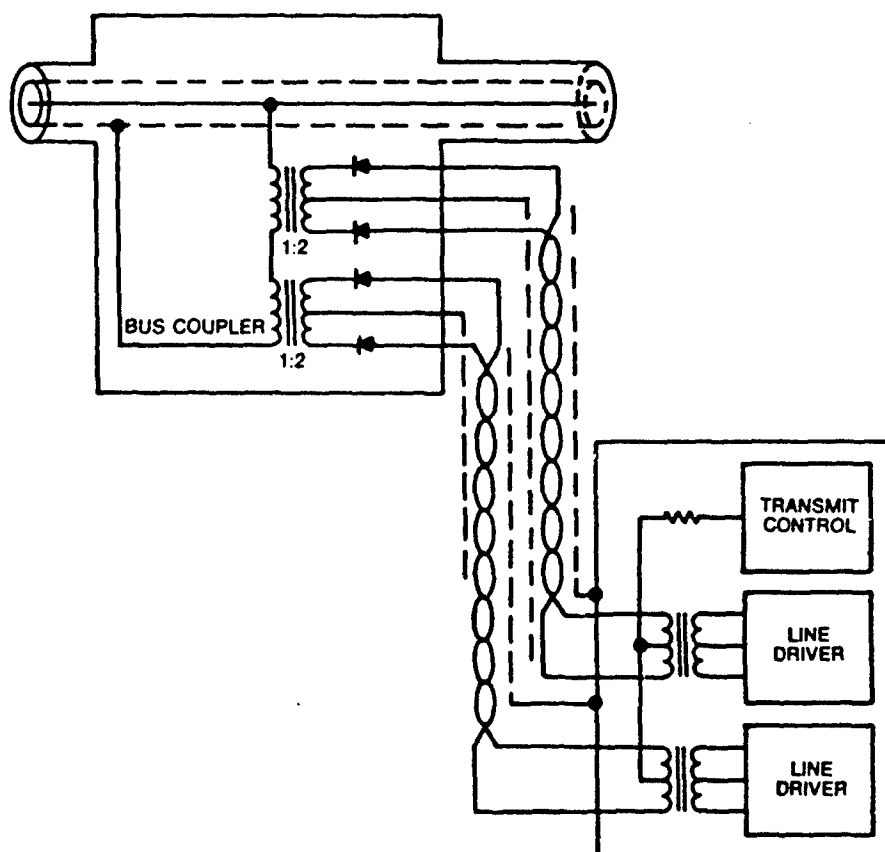 1:2
BUS COUPLER
1:2
TRANSMIT
CONTROL
LINE
DRIVER
LINE
DRIVER